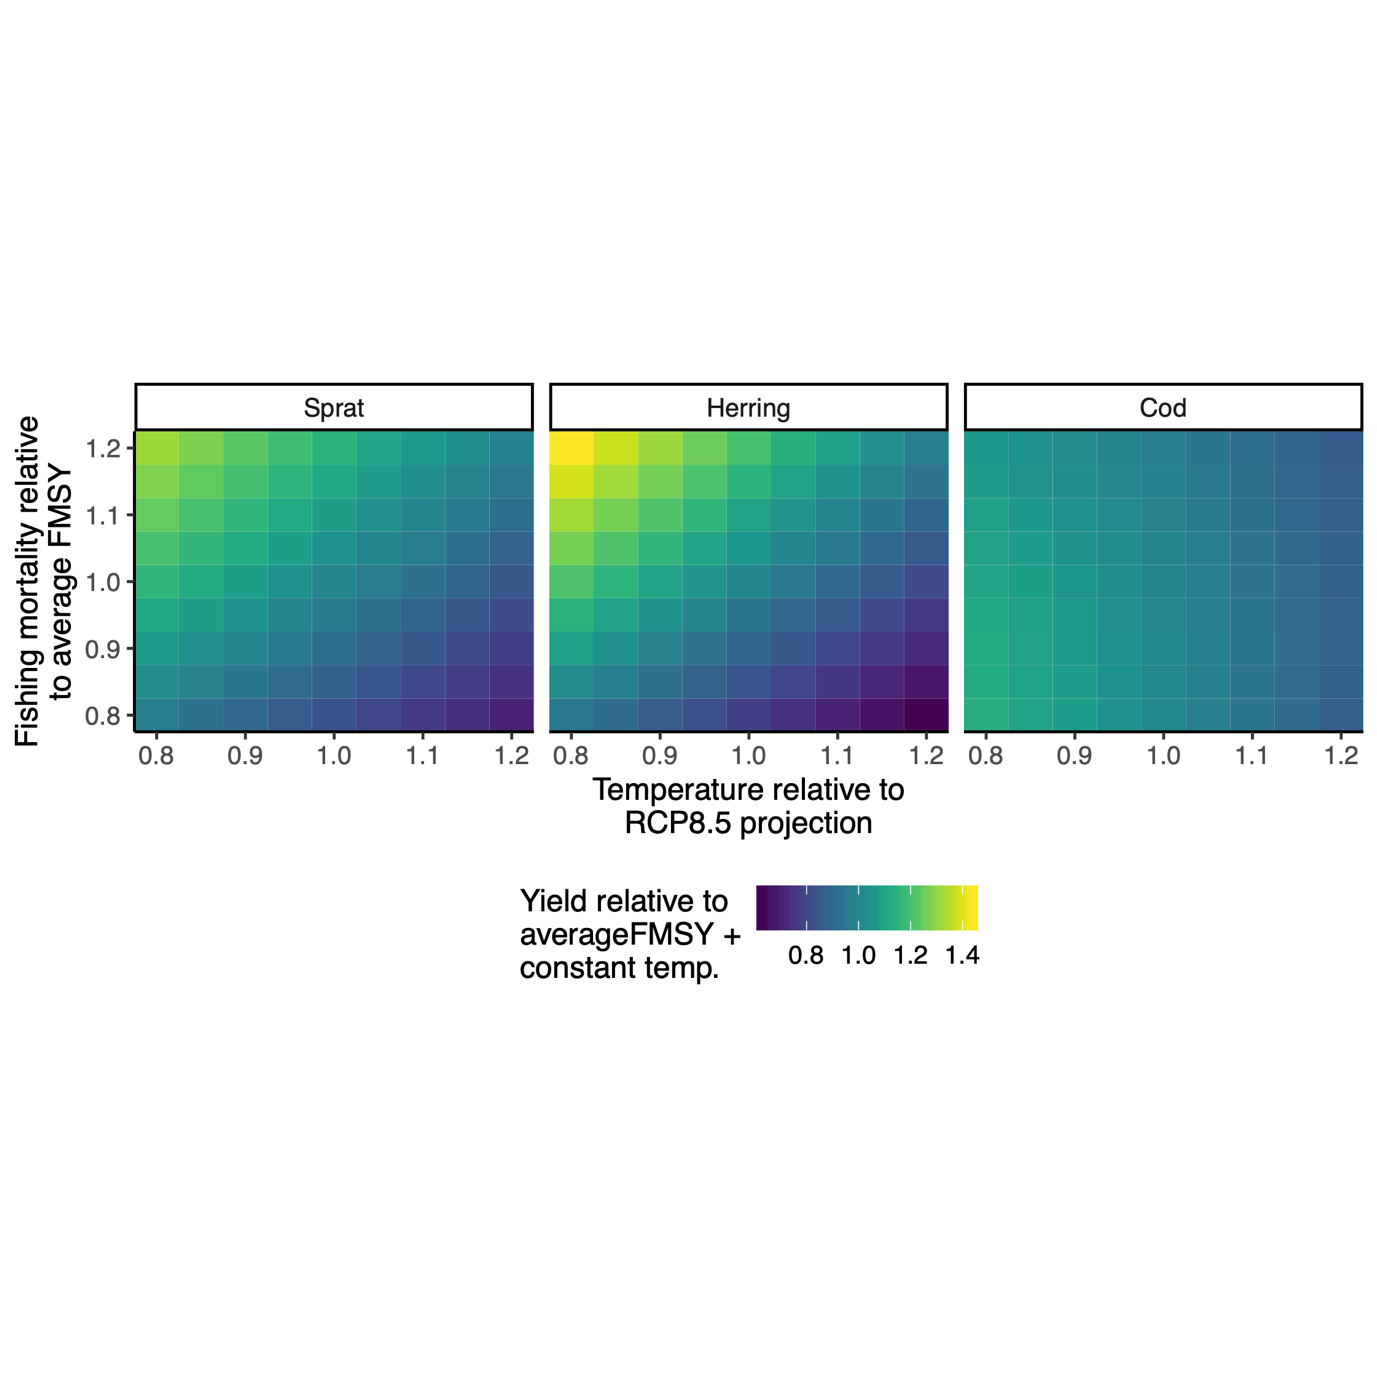 Sprat
Herring
Cod
Fishing mortality relative
to average FMSY
1.2
1.1
1.0
0.9
0.8
0.8 0.9 1.0 1.1 1.2
0.8 0.9 1.0 1.1 1.2
0.8 0.9 1.0 1.1 1.2
Temperature relative to
RCP8.5 projection
Yield relative to
averageFMSY +
constant temp.
0.8 1.0 1.2 1.4